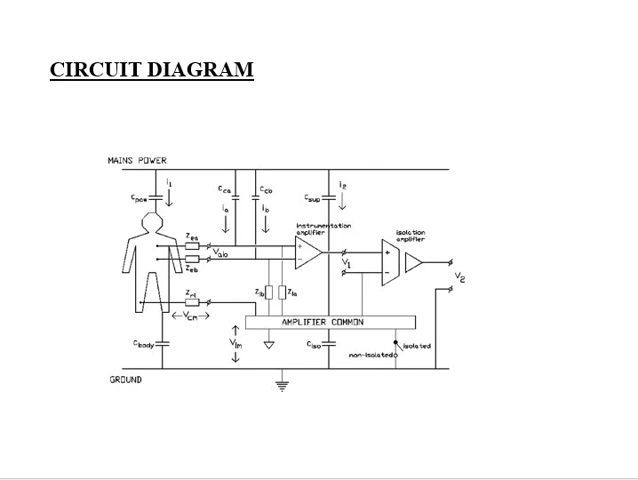 CIRCUIT DIAGRAM
MAINS POWER
i1
i2
Cca
Ccb
Cpow
Csup
ia
ib
instrumentation
amplifier
isolation
amplifier
Zea
+
+
Va/b
V1
Zeb
−
−
V2
Zrl
Zib
Zia
VCM
AMPLIFIER COMMON
Cbody
VIM
Ciso
isolated
non-isolated
GROUND